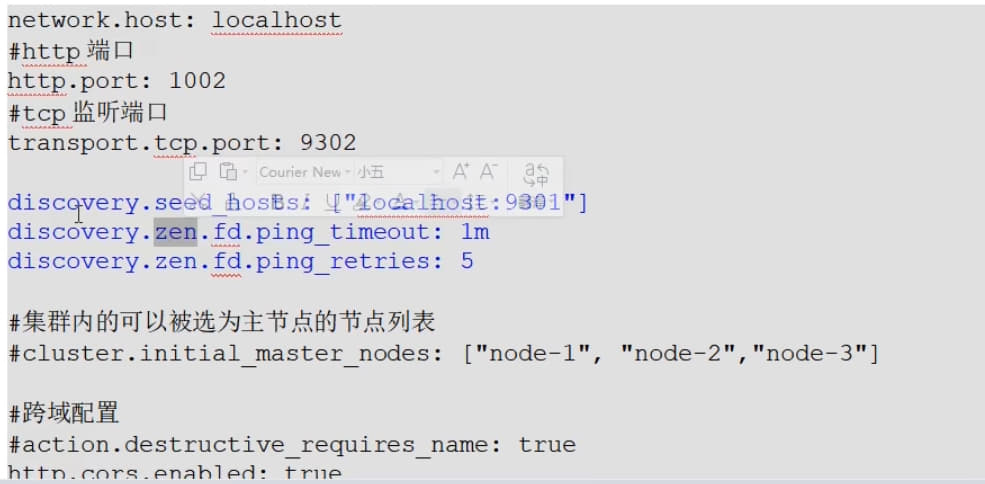 network.host: localhost
#http 端口
http.port: 1002
#tcp 监听端口
transport.tcp.port: 9302
Courier New 小五
discovery.seed_hosts: ["localhost:9301"]
discovery.zen.fd.ping_timeout: 1m
discovery.zen.fd.ping_retries: 5
#集群内的可以被选为主节点的节点列表
#cluster.initial_master_nodes: ["node-1", "node-2","node-3"]
#跨域配置
#action.destructive_requires_name: true
http.cors.enabled: true